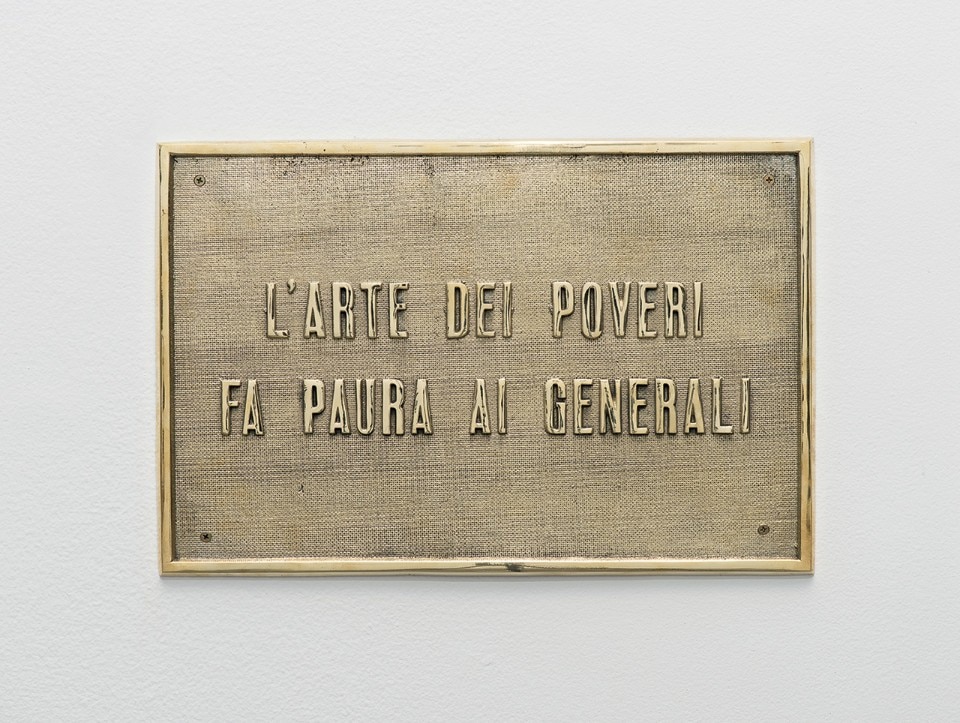 L'ARTE DEI POVERI
FA PAURA AI GENERALI